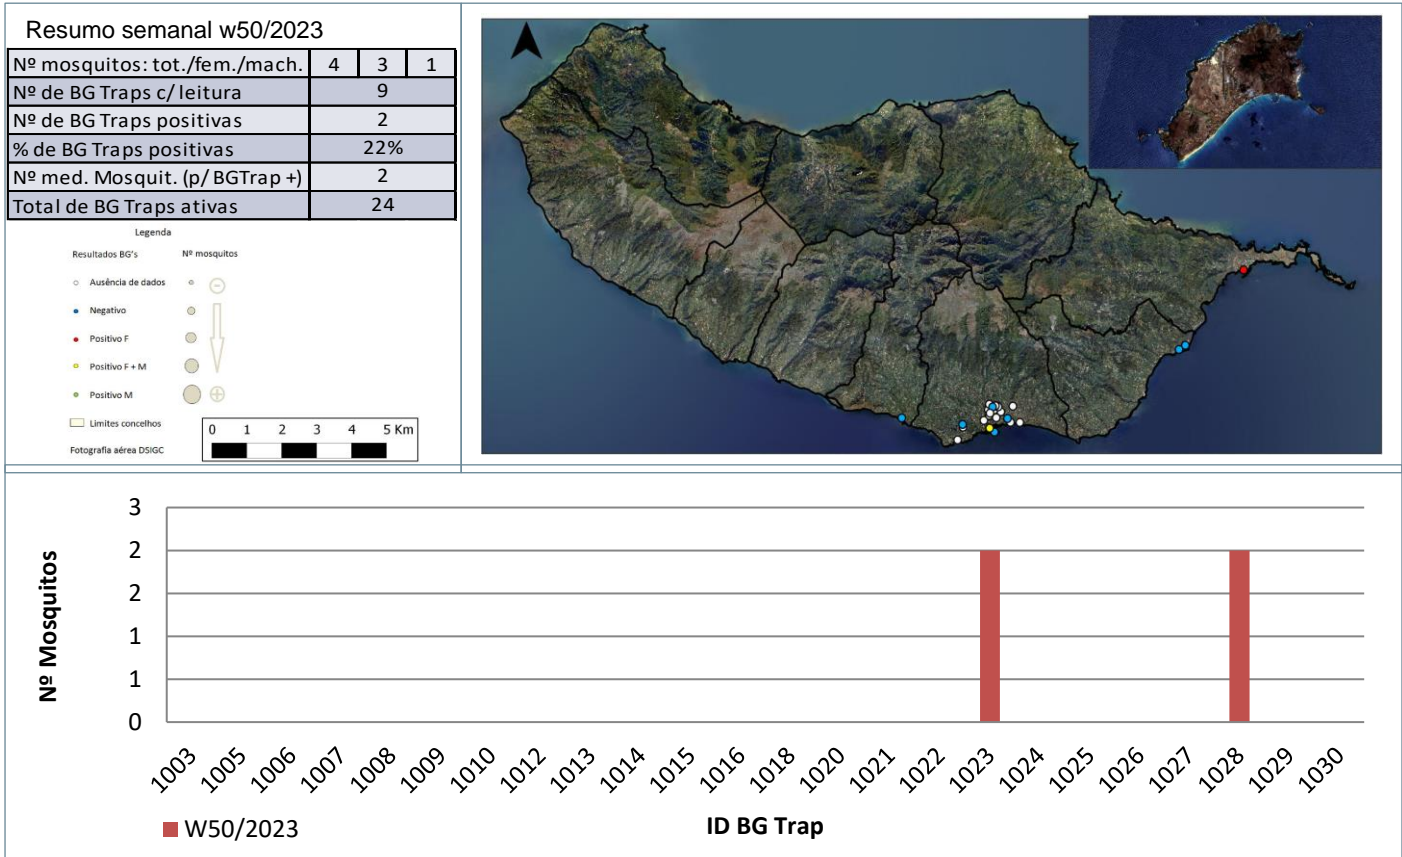 Resumo semanal w50/2023
Nº mosquitos: tot./fem./mach. 4 3 1
Nº de BG Traps c/ leitura 9
Nº de BG Traps positivas 2
% de BG Traps positivas 22%
Nº med. Mosquit. (p/ BGTrap +) 2
Total de BG Traps ativas 24
Legenda
Resultados BG's Nº mosquitos
Ausência de dados
Negativo
Positivo F
Positivo F + M
Positivo M
Limites concelhos
Fotografia aérea DSIGC
0 1 2 3 4 5 Km
Nº Mosquitos
3
2
2
1
1
0
1003 1005 1006 1007 1008 1009 1010 1012 1013 1014 1015 1016 1020 1021 1022 1023 1024 1025 1026 1027 1028 1029 1030
W50/2023
ID BG Trap